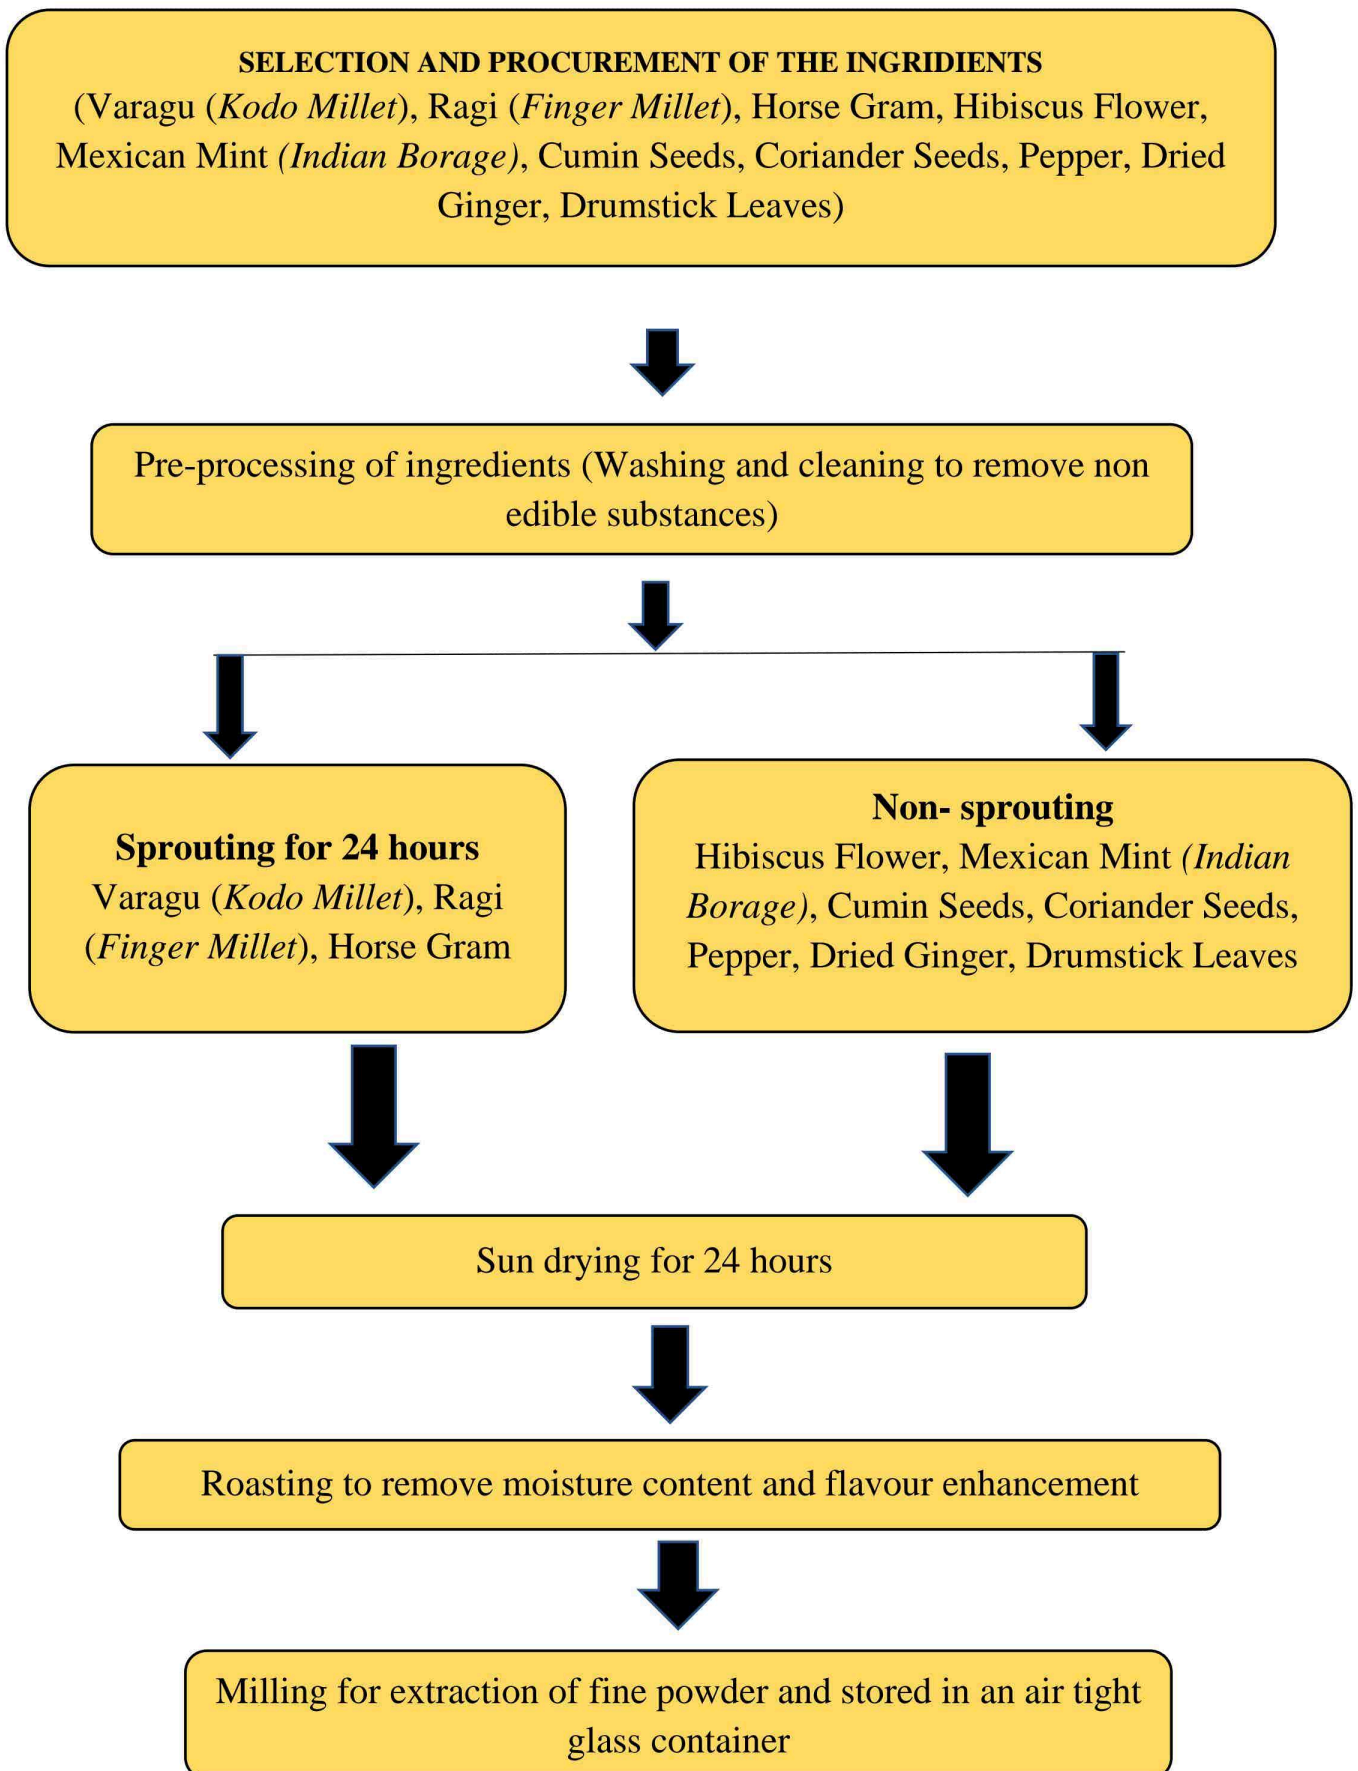 SELECTION AND PROCUREMENT OF THE INGRIDIENTS
(Varagu (Kodo Millet), Ragi (Finger Millet), Horse Gram, Hibiscus Flower,
Mexican Mint (Indian Borage), Cumin Seeds, Coriander Seeds, Pepper, Dried
Ginger, Drumstick Leaves)
Pre-processing of ingredients (Washing and cleaning to remove non
edible substances)
Sprouting for 24 hours
Varagu (Kodo Millet), Ragi
(Finger Millet), Horse Gram
Non- sprouting
Hibiscus Flower, Mexican Mint (Indian
Borage), Cumin Seeds, Coriander Seeds,
Pepper, Dried Ginger, Drumstick Leaves
Sun drying for 24 hours
Roasting to remove moisture content and flavour enhancement
Milling for extraction of fine powder and stored in an air tight
glass container